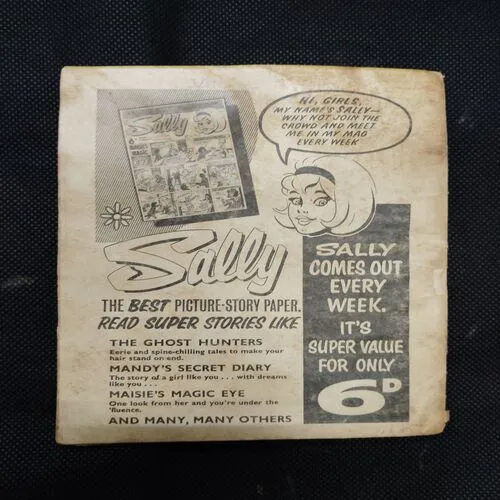 Sally
HI, GIRLS,
MY NAME'S SALLY—
WHY NOT JOIN THE
CROWD AND MEET
ME IN MY MAG
EVERY WEEK
Sally
THE BEST PICTURE-STORY PAPER.
READ SUPER STORIES LIKE
THE GHOST HUNTERS
Eerie and spine-chilling tales to make your
hair stand on end.
MANDY'S SECRET DIARY
The story of a girl like you . . . with dreams
like you . . .
MAISIE'S MAGIC EYE
One look from her and you're under the
'fluence.
AND MANY, MANY OTHERS
SALLY
COMES OUT
EVERY
WEEK.
IT'S
SUPER VALUE
FOR ONLY
6D